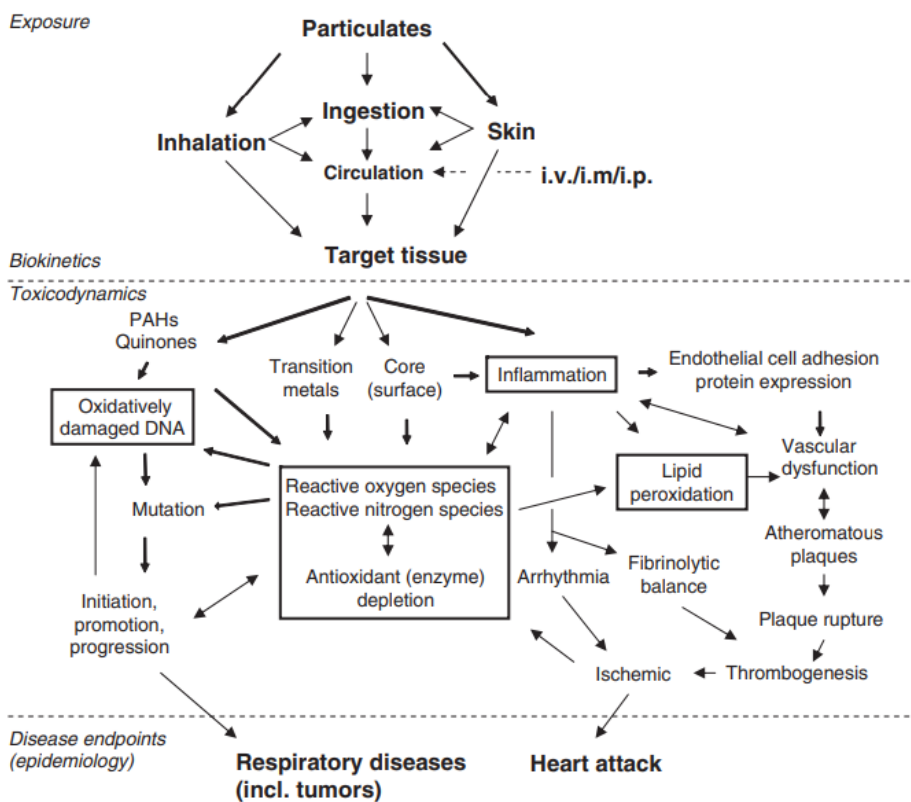 Exposure
Particulates
Ingestion
Inhalation
Skin
Circulation
i.v./i.m/i.p.
Target tissue
Biokinetics
Toxicodynamics
PAHs
Quinones
Transition
metals
Core
(surface)
Inflammation
Endothelial cell adhesion
protein expression
Oxidatively
damaged DNA
Vascular
dysfunction
Lipid
peroxidation
Reactive oxygen species
Reactive nitrogen species
Mutation
Atheromatous
plaques
Antioxidant (enzyme)
depletion
Arrhythmia
Fibrinolytic
balance
Initiation,
promotion,
progression
Plaque rupture
Ischemic
Thrombogenesis
Disease endpoints
(epidemiology)
Respiratory diseases
(incl. tumors)
Heart attack